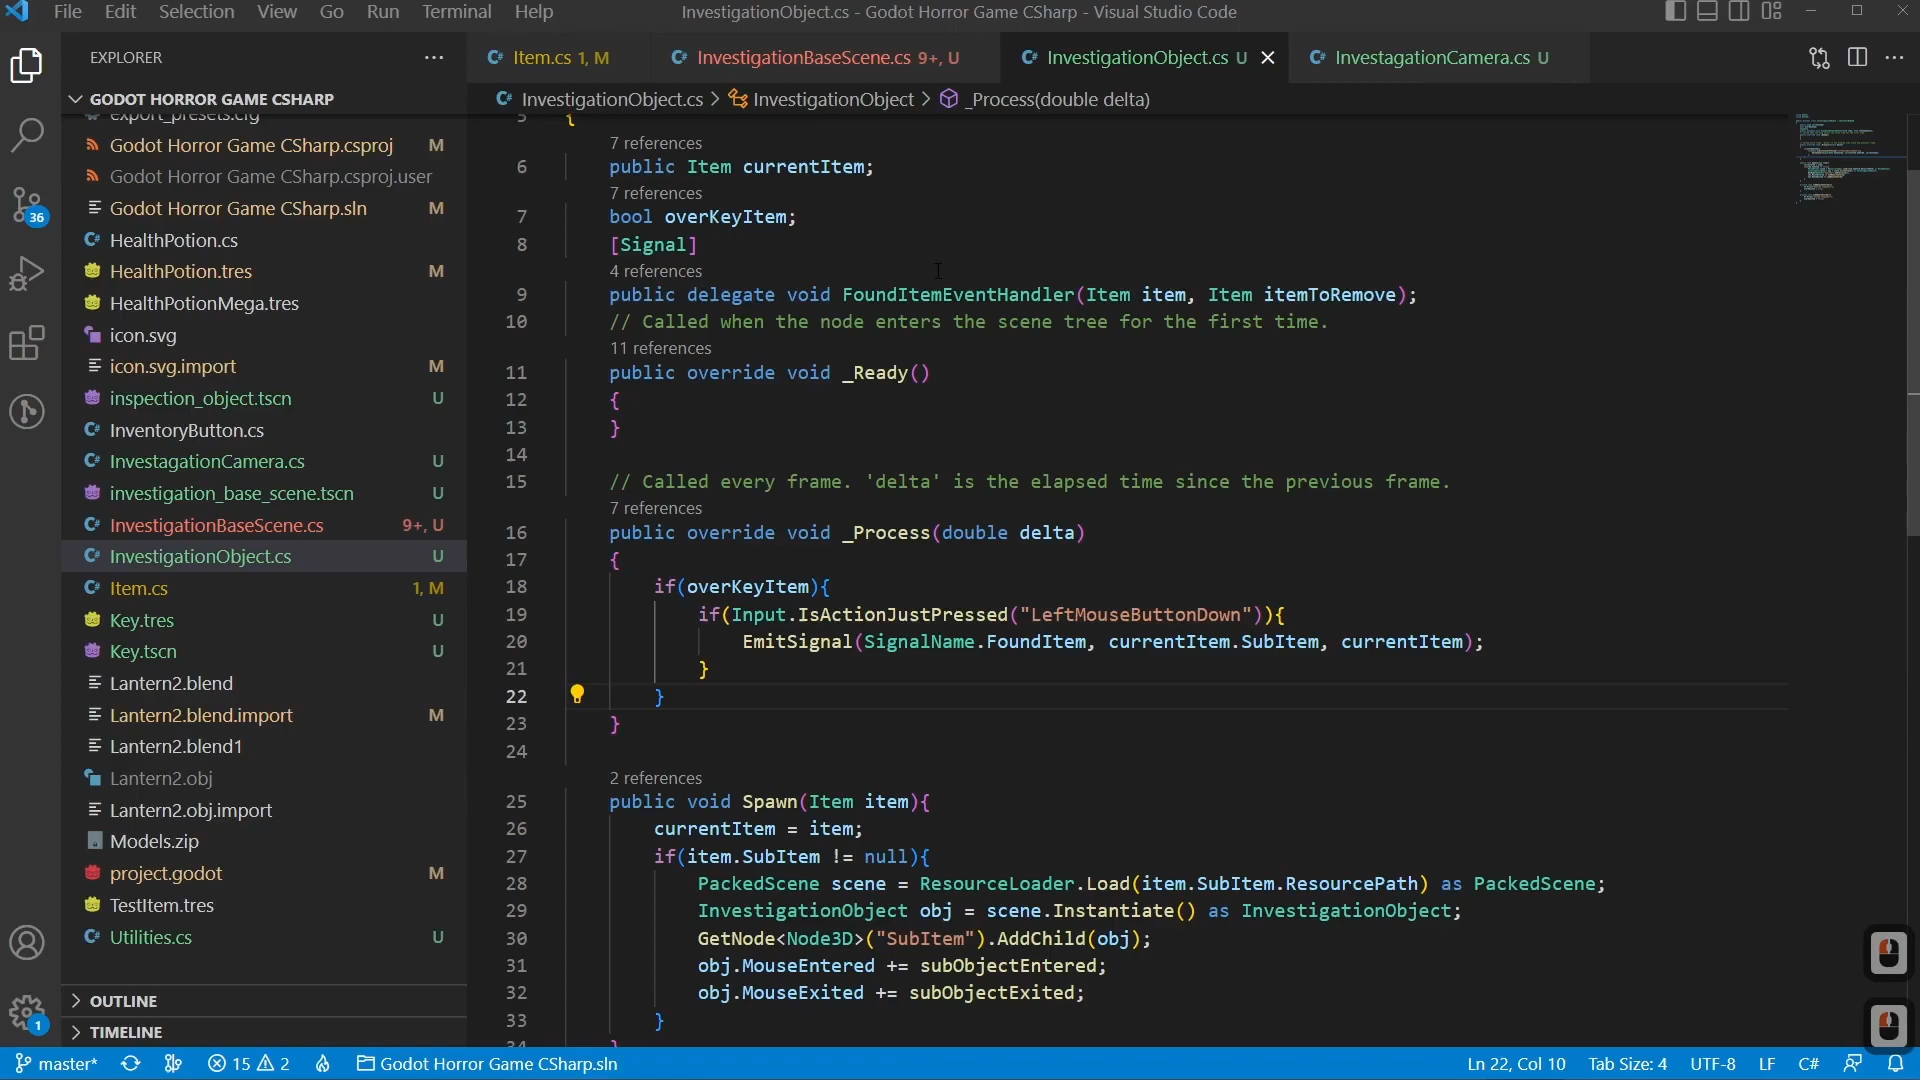 File Edit Selection View Go Run Terminal Help
InvestigationObject.cs - Godot Horror Game CSharp - Visual Studio Code
EXPLORER
Item.cs 1, M
InvestigationBaseScene.cs 9+, U
InvestigationObject.cs U
InvestagationCamera.cs U
GODOT HORROR GAME CSHARP
InvestigationObject.cs > InvestigationObject > _Process(double delta)
export_presets.cfg
Godot Horror Game CSharp.csproj M
Godot Horror Game CSharp.csproj.user
Godot Horror Game CSharp.sln M
HealthPotion.cs
HealthPotion.tres M
HealthPotionMega.tres
icon.svg
icon.svg.import M
inspection_object.tscn U
InventoryButton.cs
InvestagationCamera.cs U
investigation_base_scene.tscn U
InvestigationBaseScene.cs 9+, U
InvestigationObject.cs U
Item.cs 1, M
Key.tres U
Key.tscn U
Lantern2.blend
Lantern2.blend.import M
Lantern2.blend1
Lantern2.obj
Lantern2.obj.import
Models.zip
project.godot M
TestItem.tres
Utilities.cs U
OUTLINE
TIMELINE
36
1
5 {
7 references
6 public Item currentItem;
7 references
7 bool overKeyItem;
8 [Signal]
4 references
9 public delegate void FoundItemEventHandler(Item item, Item itemToRemove);
10 // Called when the node enters the scene tree for the first time.
11 references
11 public override void _Ready()
12 {
13 }
14
15 // Called every frame. 'delta' is the elapsed time since the previous frame.
7 references
16 public override void _Process(double delta)
17 {
18 if(overKeyItem){
19 if(Input.IsActionJustPressed("LeftMouseButtonDown")){
20 EmitSignal(SignalName.FoundItem, currentItem.SubItem, currentItem);
21 }
22 }
23 }
24
2 references
25 public void Spawn(Item item){
26 currentItem = item;
27 if(item.SubItem != null){
28 PackedScene scene = ResourceLoader.Load(item.SubItem.ResourcePath) as PackedScene;
29 InvestigationObject obj = scene.Instantiate() as InvestigationObject;
30 GetNode<Node3D>("SubItem").AddChild(obj);
31 obj.MouseEntered += subObjectEntered;
32 obj.MouseExited += subObjectExited;
33 }
34 }
master* 15 2 Godot Horror Game CSharp.sln
Ln 22, Col 10 Tab Size: 4 UTF-8 LF C#